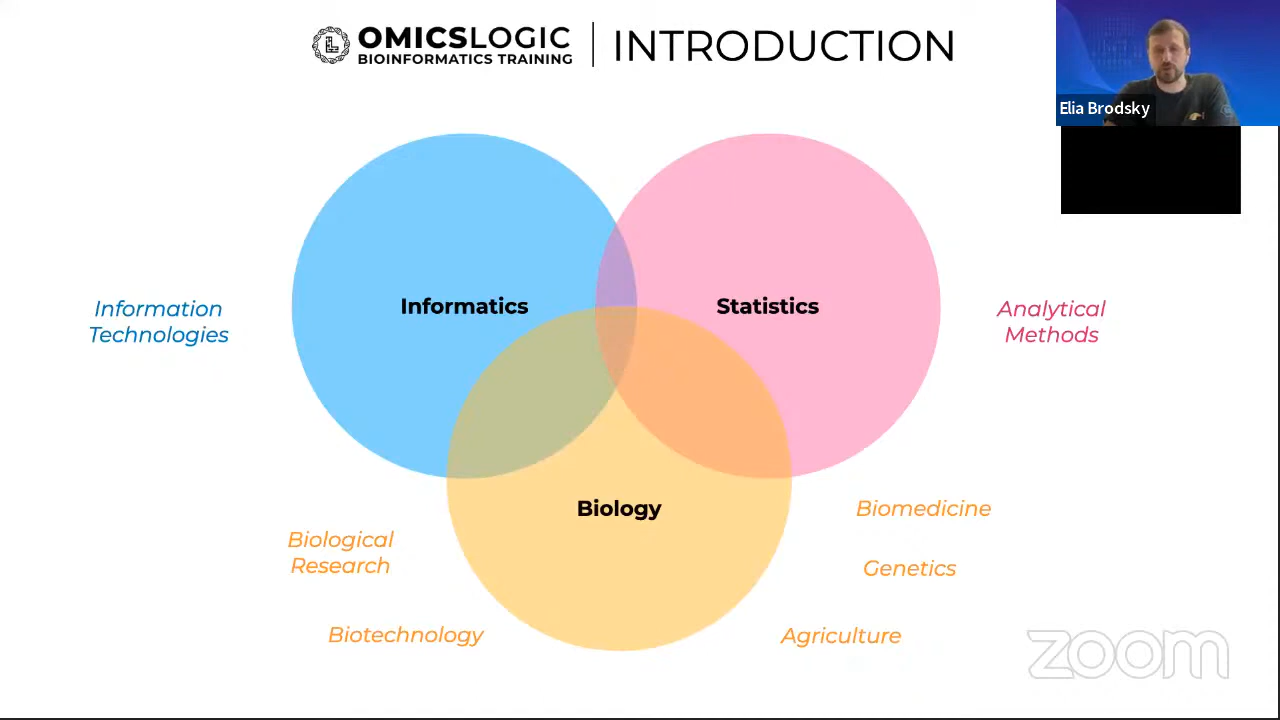 OMICSLOGIC
BIOINFORMATICS TRAINING
INTRODUCTION
Elia Brodsky
Informatics
Statistics
Information
Technologies
Analytical
Methods
Biology
Biomedicine
Biological
Research
Genetics
Biotechnology
Agriculture
zoom